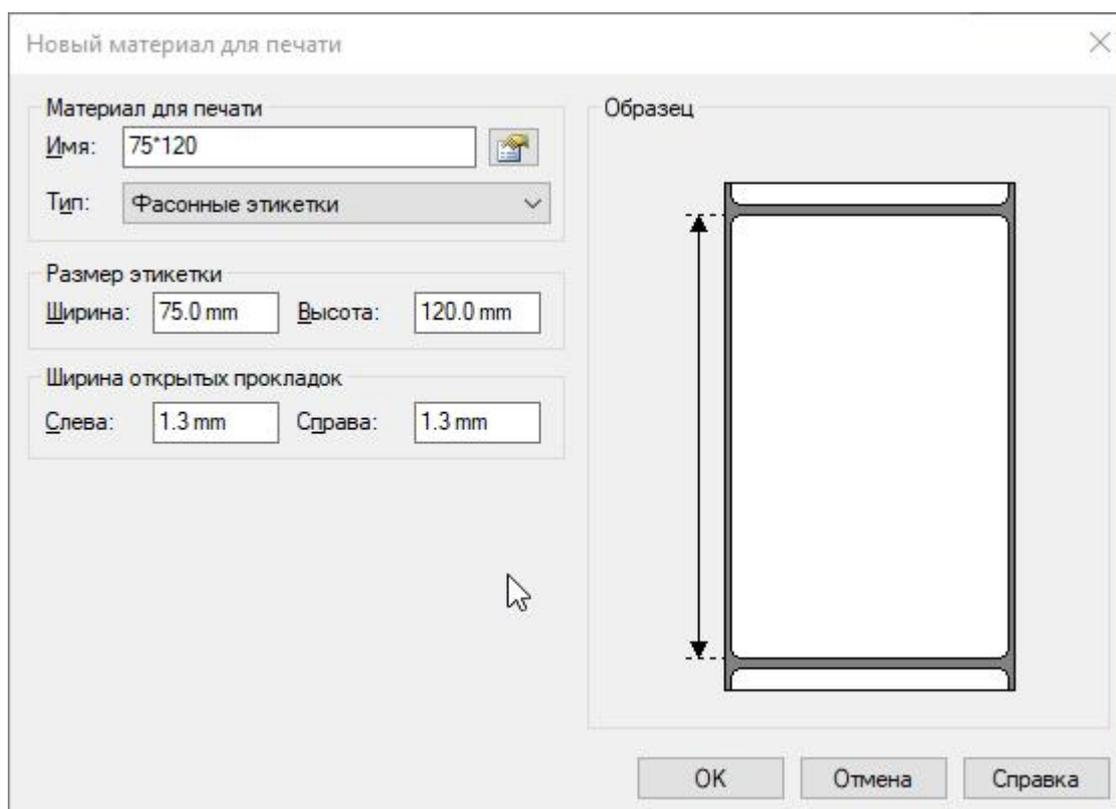 Новый материал для печати
Материал для печати
Имя: 75*120
Тип: Фасонные этикетки
Размер этикетки
Ширина: 75.0 mm Высота: 120.0 mm
Ширина открытых прокладок
Слева: 1.3 mm Справа: 1.3 mm
Образец
OK Отмена Справка